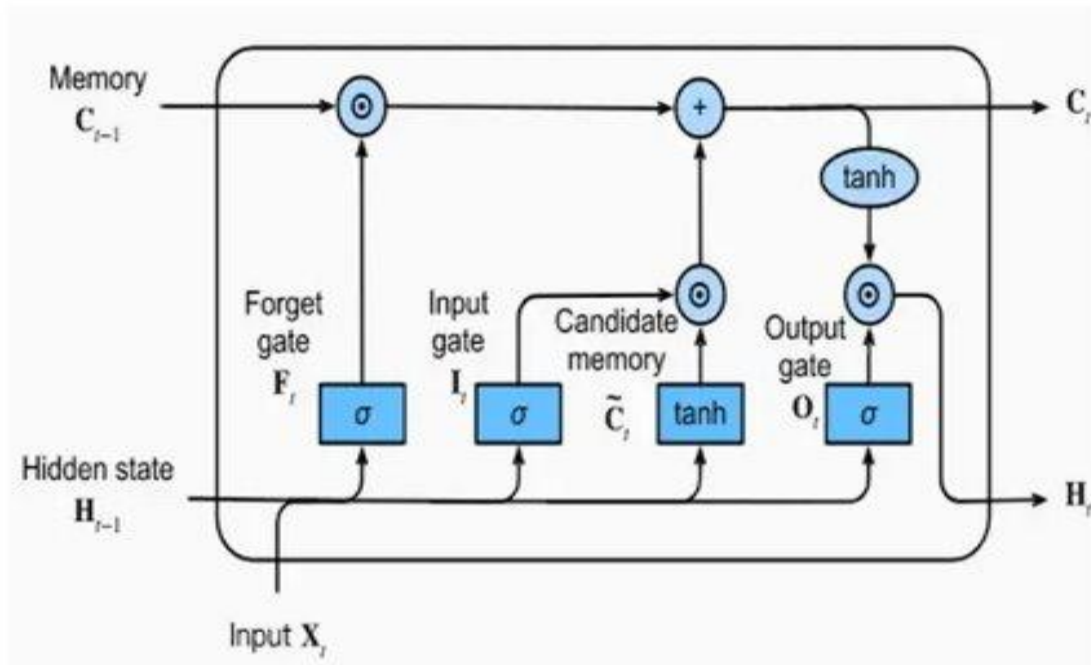 Memory
C_{t-1}
⊙
+
C_t
tanh
Forget
gate
F_t
σ
Input
gate
I_t
σ
⊙
Candidate
memory
C̃_t
tanh
Output
gate
O_t
σ
⊙
Hidden state
H_{t-1}
H_t
Input X_t